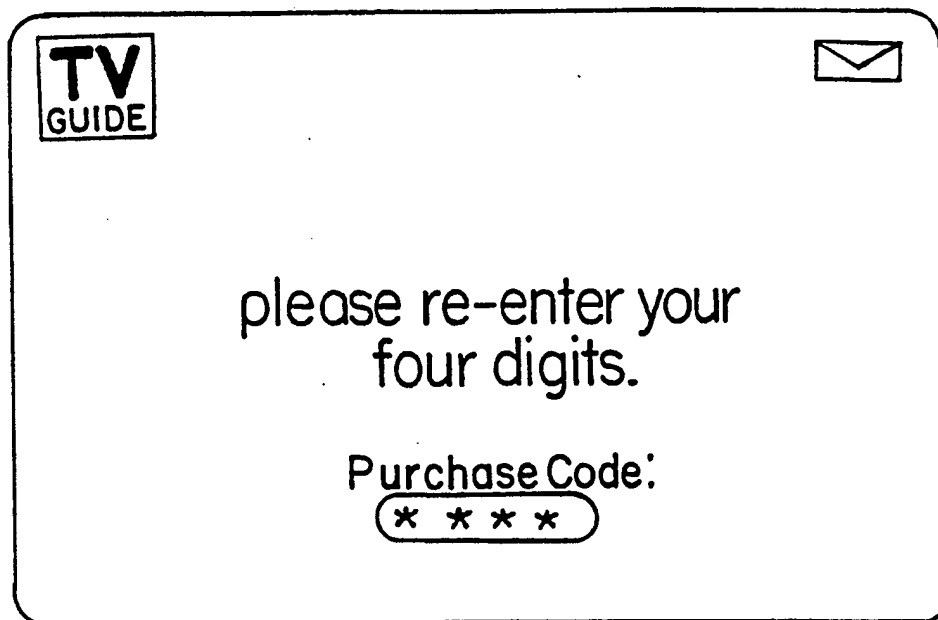 TV
GUIDE
please re-enter your
four digits.
Purchase Code:
* * * *